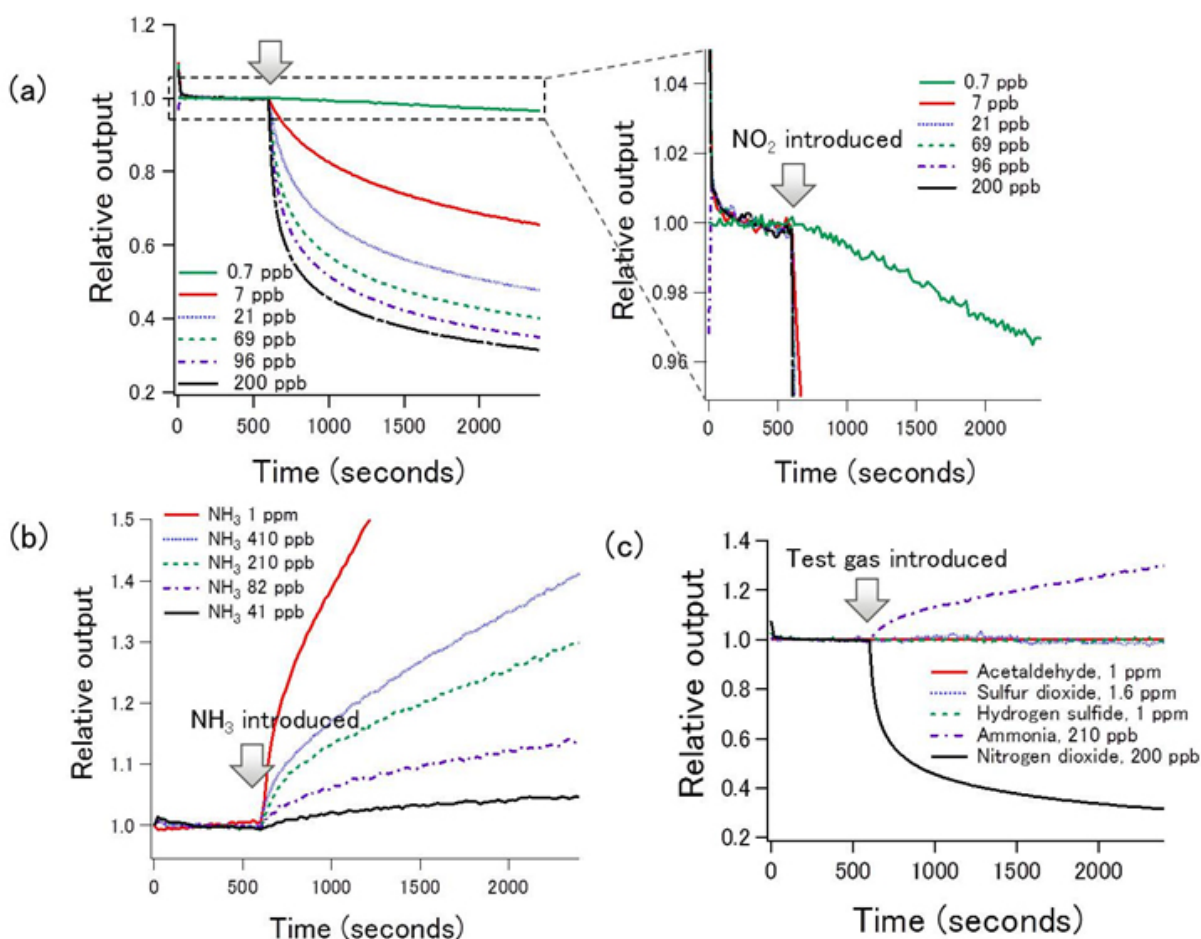 (a)
Relative output
1.2
1.0
0.8
0.6
0.4
0.2
0.7 ppb
7 ppb
21 ppb
69 ppb
96 ppb
200 ppb
0
500
1000
1500
2000
Time (seconds)
Relative output
1.04
1.02
1.00
0.98
0.96
NO₂ introduced
0.7 ppb
7 ppb
21 ppb
69 ppb
96 ppb
200 ppb
0
500
1000
1500
2000
Time (seconds)
(b)
Relative output
1.5
1.4
1.3
1.2
1.1
1.0
NH₃ 1 ppm
NH₃ 410 ppb
NH₃ 210 ppb
NH₃ 82 ppb
NH₃ 41 ppb
NH₃ introduced
0
500
1000
1500
2000
Time (seconds)
(c)
Relative output
1.4
1.2
1.0
0.8
0.6
0.4
0.2
Test gas introduced
Acetaldehyde, 1 ppm
Sulfur dioxide, 1.6 ppm
Hydrogen sulfide, 1 ppm
Ammonia, 210 ppb
Nitrogen dioxide, 200 ppb
0
500
1000
1500
2000
Time (seconds)